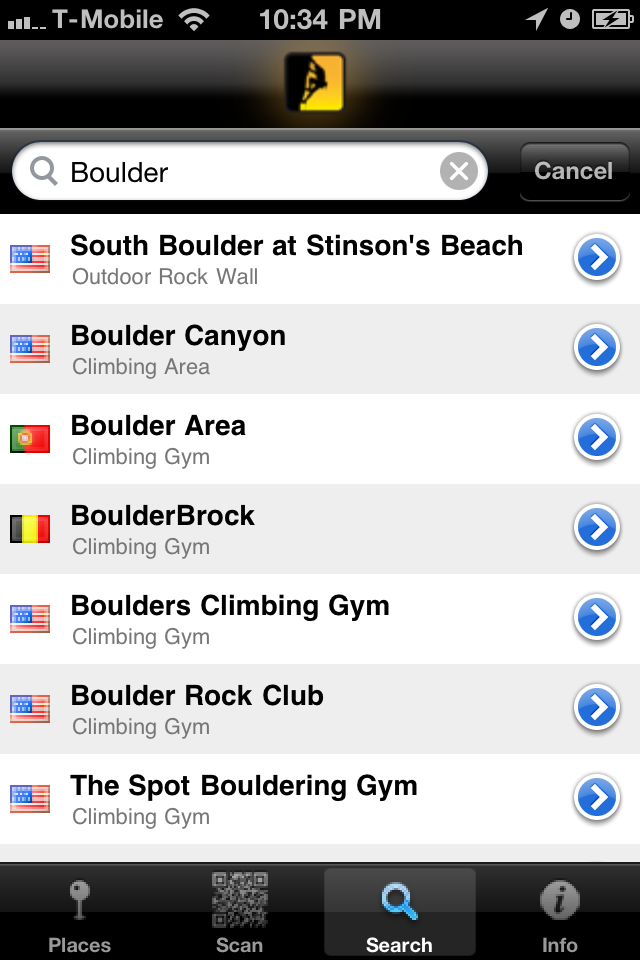 T-Mobile 10:34 PM
Boulder Cancel
South Boulder at Stinson's Beach
Outdoor Rock Wall
Boulder Canyon
Climbing Area
Boulder Area
Climbing Gym
BoulderBrock
Climbing Gym
Boulders Climbing Gym
Climbing Gym
Boulder Rock Club
Climbing Gym
The Spot Bouldering Gym
Climbing Gym
Places Scan Search Info